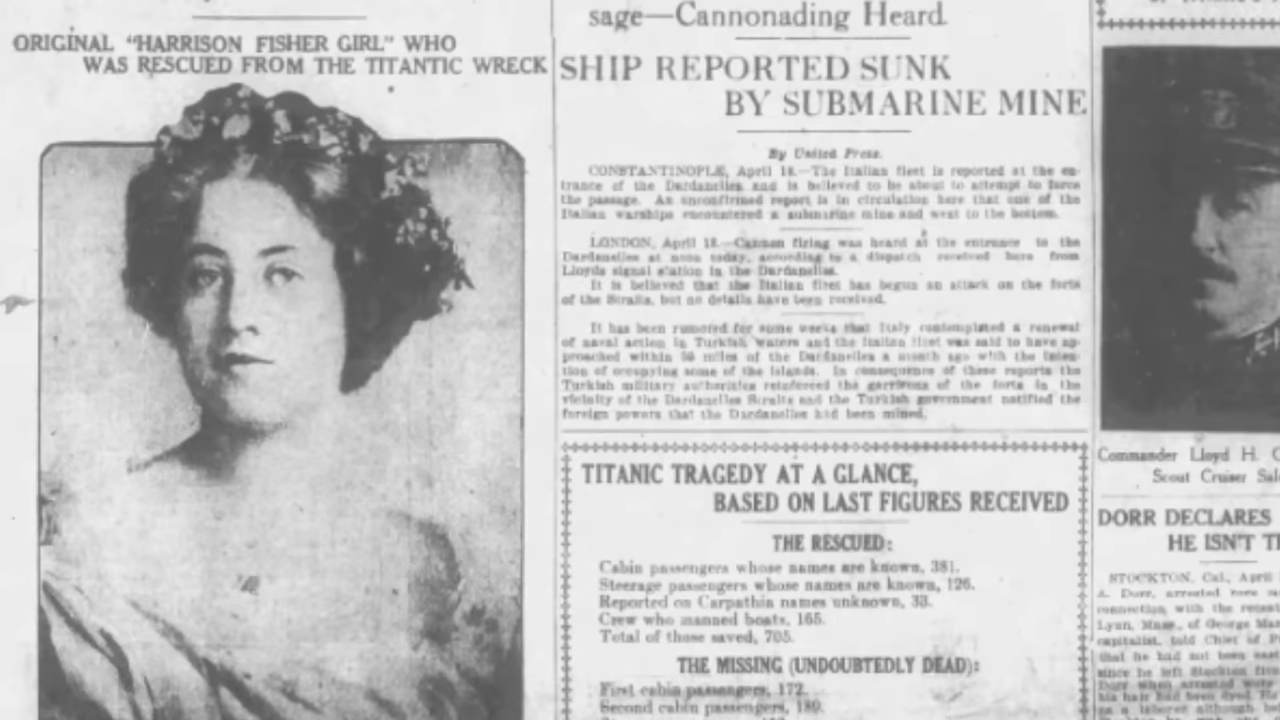 ORIGINAL "HARRISON FISHER GIRL" WHO
WAS RESCUED FROM THE TITANTIC WRECK
sage—Cannonading Heard.
SHIP REPORTED SUNK
BY SUBMARINE MINE
By United Press.
CONSTANTINOPLE, April 18.—The Italian fleet is reported at the en-
trance of the Dardanelles and is believed to be about to attempt to force
the passage. An unconfirmed report is in circulation here that one of the
Italian warships encountered a submarine mine and went to the bottom.
LONDON, April 18.—Cannon firing was heard at the entrance to the
Dardanelles at noon today, according to a dispatch received here from
Lloyds signal station in the Dardanelles.
It is believed that the Italian fleet has begun an attack on the forts
of the Straits, but no details have been received.
It has been rumored for some weeks that Italy contemplated a renewal
of naval action in Turkish waters and the Italian fleet was said to have ap-
proached within miles of the Dardanelles a month ago with the inten-
tion of occupying some of the islands. In consequence of these reports the
Turkish military authorities reinforced the garrisons of the forts in the
vicinity of the Dardanelles Straits and the Turkish government notified the
foreign powers that the Dardanelles had been mined.
TITANIC TRAGEDY AT A GLANCE,
BASED ON LAST FIGURES RECEIVED
THE RESCUED:
Cabin passengers whose names are known, 381.
Steerage passengers whose names are known, 126.
Reported on Carpathia names unknown, 33.
Crew who manned boats, 165.
Total of those saved, 705.
THE MISSING (UNDOUBTEDLY DEAD):
First cabin passengers, 172.
Second cabin passengers, 180.
Commander Lloyd H. C
Scout Cruiser Sal
DORR DECLARES
HE ISN'T T
STOCKTON, Cal., April
A. Dorr, arrested here
connection with the recent
Lynn, Mass., of George Mar
capitalist, told Chief of P
that he had not been east
since he left Stockton
Dorr when arrested
his hair had been dyed. He
as a laborer although